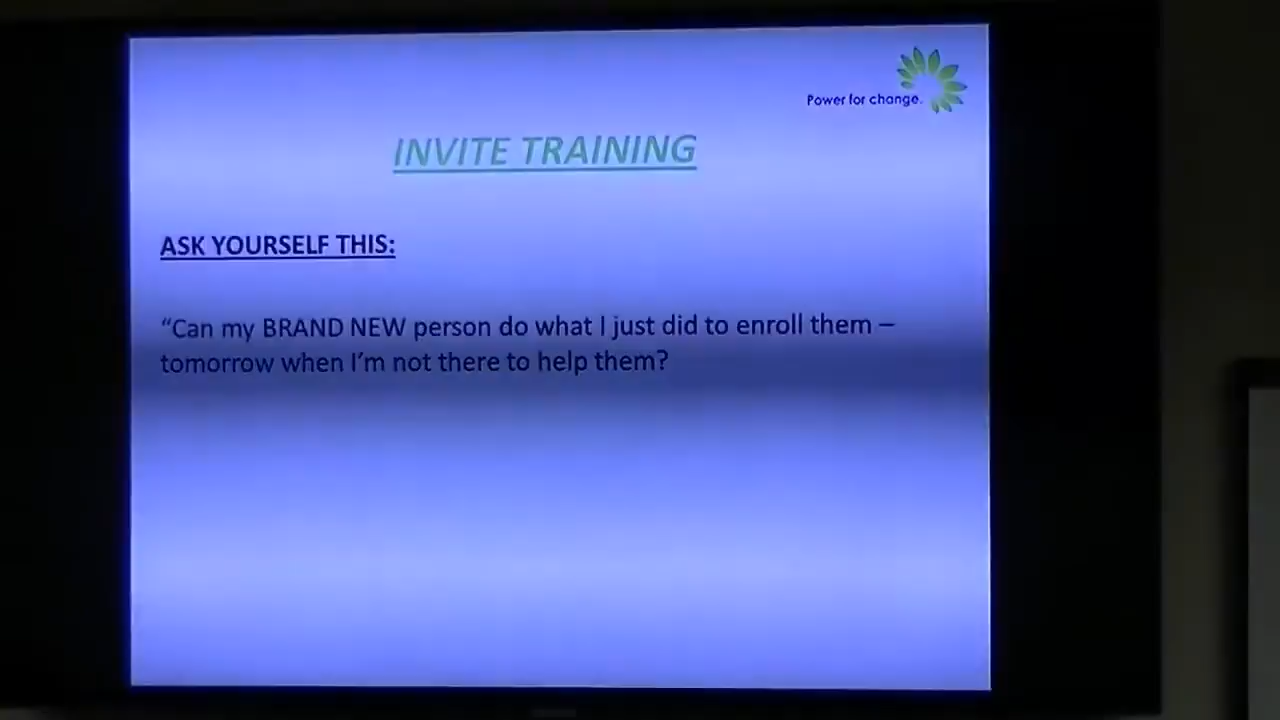 Power for change.
INVITE TRAINING
ASK YOURSELF THIS:
“Can my BRAND NEW person do what I just did to enroll them –
tomorrow when I’m not there to help them?